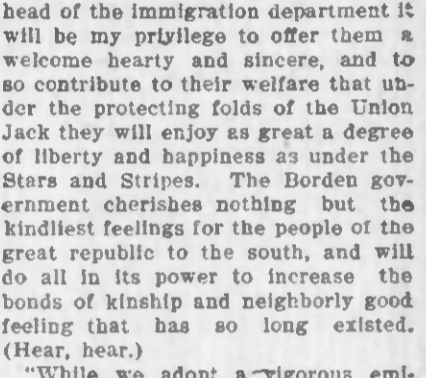 head of the immigration department it
will be my privilege to offer them a
welcome hearty and sincere, and to
so contribute to their welfare that un-
der the protecting folds of the Union
Jack they will enjoy as great a degree
of liberty and happiness as under the
Stars and Stripes. The Borden gov-
ernment cherishes nothing but the
kindliest feelings for the people of the
great republic to the south, and will
do all in its power to increase the
bonds of kinship and neighborly good
feeling that has so long existed.
(Hear, hear.)
"While we adopt a vigorous emi-